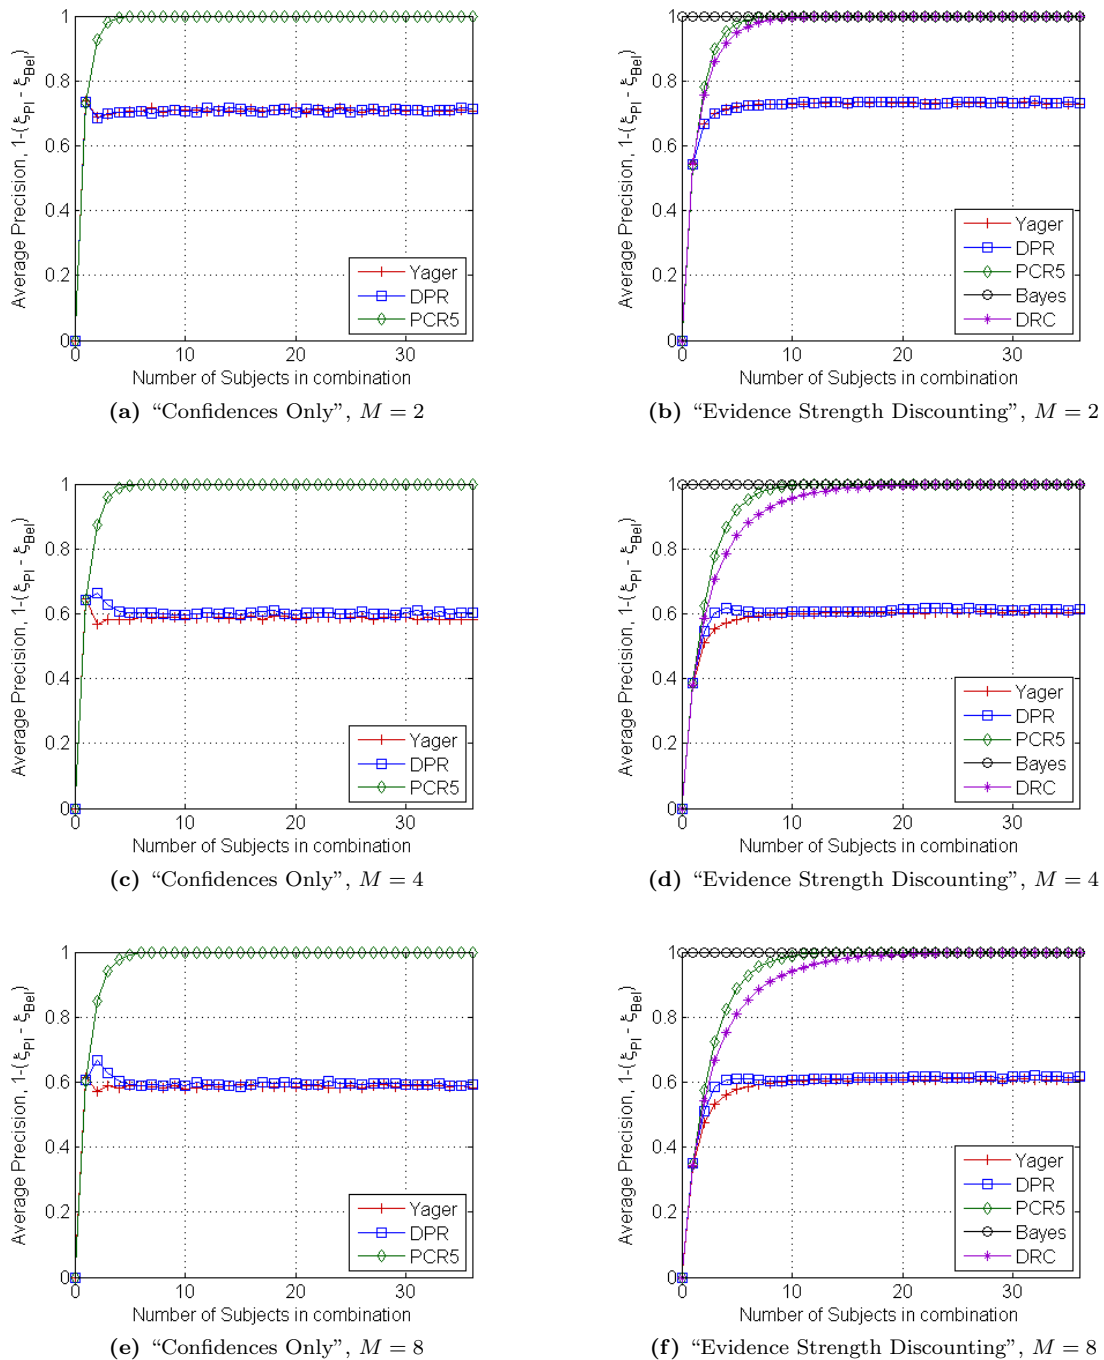 1
0.8
0.6
0.4
0.2
0
0
10
20
30
Average Precision, 1-(ξPl - ξBel)
Number of Subjects in combination
Yager
DPR
PCR5
(a) “Confidences Only”, M = 2
1
0.8
0.6
0.4
0.2
0
0
10
20
30
Average Precision, 1-(ξPl - ξBel)
Number of Subjects in combination
Yager
DPR
PCR5
Bayes
DRC
(b) “Evidence Strength Discounting”, M = 2
1
0.8
0.6
0.4
0.2
0
0
10
20
30
Average Precision, 1-(ξPl - ξBel)
Number of Subjects in combination
Yager
DPR
PCR5
(c) “Confidences Only”, M = 4
1
0.8
0.6
0.4
0.2
0
0
10
20
30
Average Precision, 1-(ξPl - ξBel)
Number of Subjects in combination
Yager
DPR
PCR5
Bayes
DRC
(d) “Evidence Strength Discounting”, M = 4
1
0.8
0.6
0.4
0.2
0
0
10
20
30
Average Precision, 1-(ξPl - ξBel)
Number of Subjects in combination
Yager
DPR
PCR5
(e) “Confidences Only”, M = 8
1
0.8
0.6
0.4
0.2
0
0
10
20
30
Average Precision, 1-(ξPl - ξBel)
Number of Subjects in combination
Yager
DPR
PCR5
Bayes
DRC
(f) “Evidence Strength Discounting”, M = 8